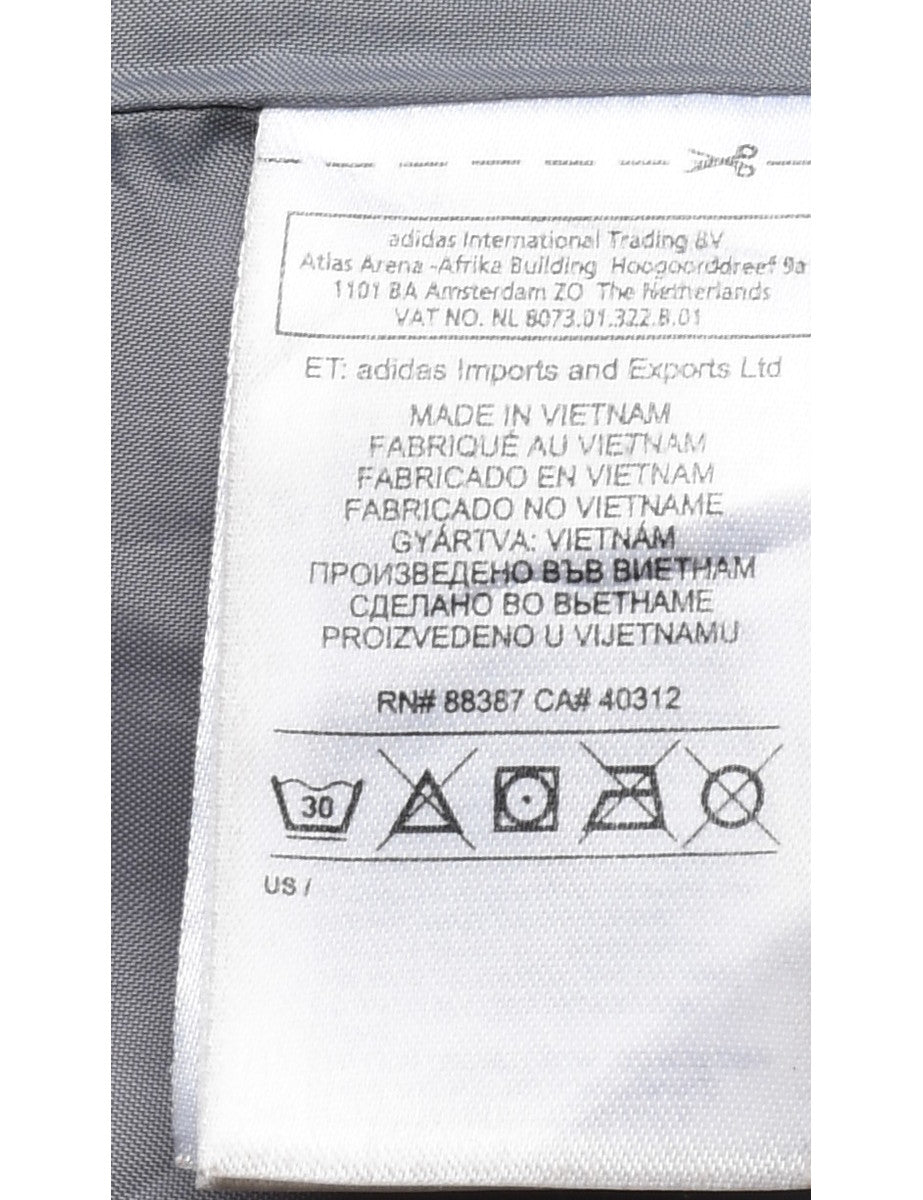 adidas International Trading BV
Atlas Arena -Afrika Building Hoogoorddreef 9a
1101 BA Amsterdam ZO The Netherlands
VAT NO. NL 8073.01.322.B.01
ET: adidas Imports and Exports Ltd
MADE IN VIETNAM
FABRIQUÉ AU VIETNAM
FABRICADO EN VIETNAM
FABRICADO NO VIETNAME
GYÁRTVA: VIETNÁM
ПРОИЗВЕДЕНО ВЪВ ВИЕТНАМ
СДЕЛАНО ВО ВЬЕТНАМЕ
PROIZVEDENO U VIJETNAMU
RN# 88387 CA# 40312
30
US /